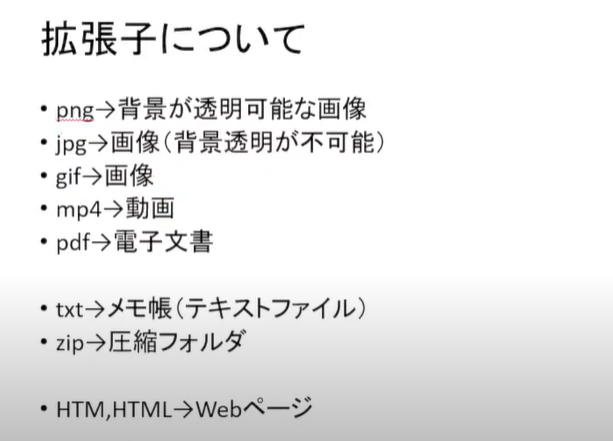 拡張子について
• png→背景が透明可能な画像
• jpg→画像（背景透明が不可能）
• gif→画像
• mp4→動画
• pdf→電子文書
• txt→メモ帳（テキストファイル）
• zip→圧縮フォルダ
• HTM,HTML→Webページ